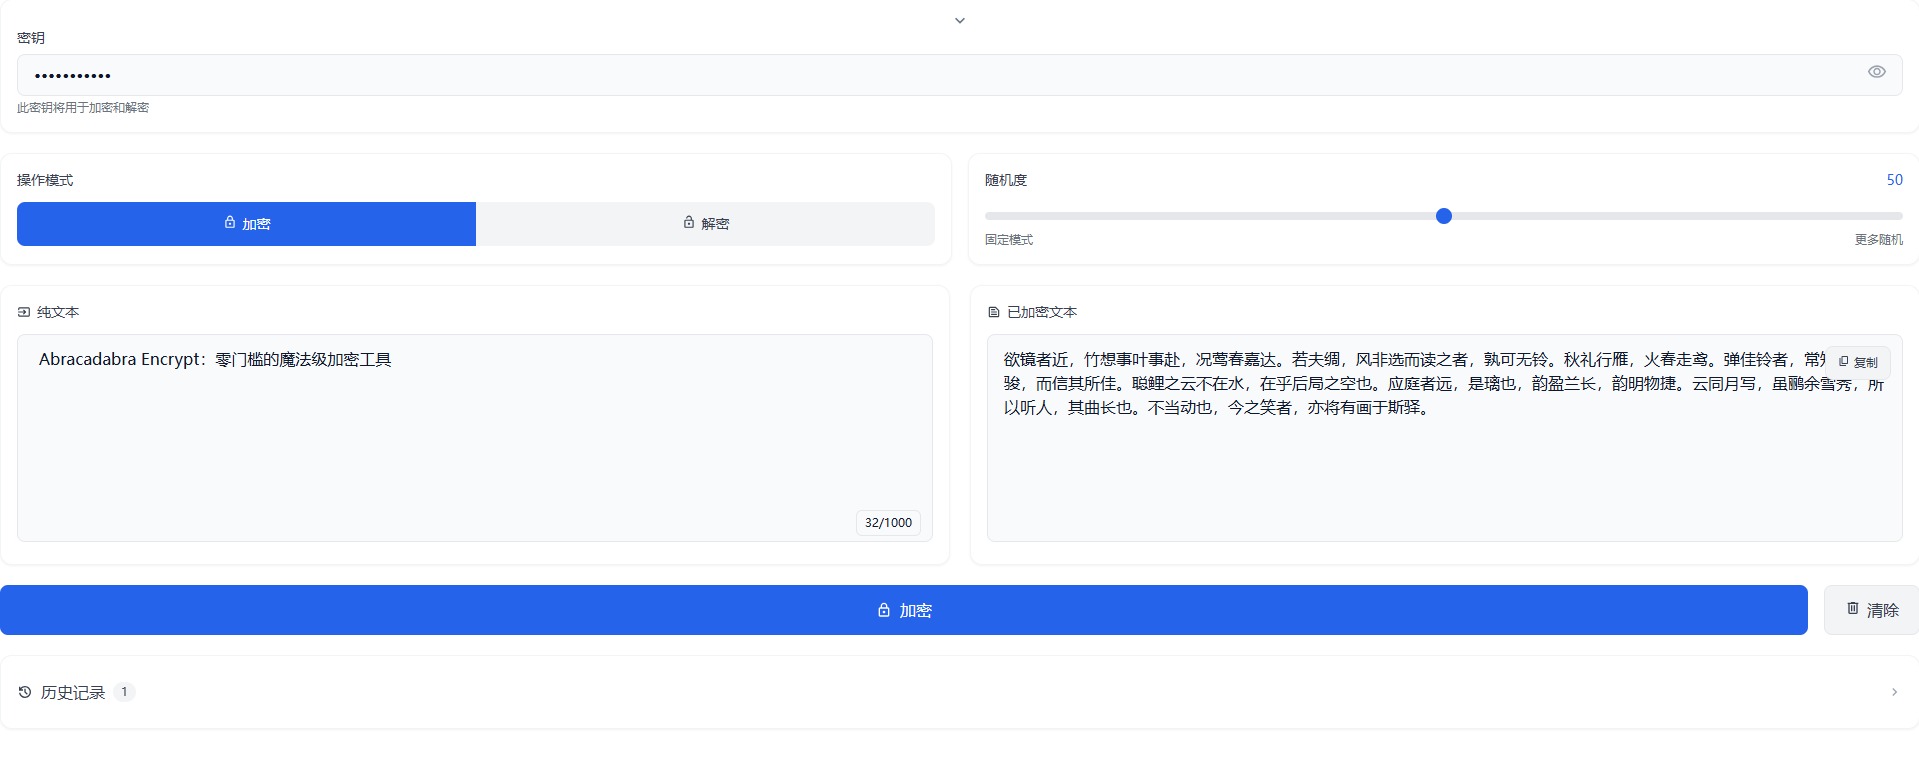 密钥
•••••••••••
此密钥将用于加密和解密
操作模式
加密
解密
随机度
50
固定模式
更多随机
纯文本
Abracadabra Encrypt：零门槛的魔法级加密工具
32/1000
已加密文本
复制
欲镜者近，竹想事叶事赴，况莺春嘉达。若夫绸，风非选而读之者，孰可无铃。秋礼行雁，火春走鸢。弹佳铃者，常
骏，而信其所佳。聪鲤之云不在水，在乎后局之空也。应庭者远，是璃也，韵盈兰长，韵明物捷。云同月写，虽鹂余雪秀，所
以听人，其曲长也。不当动也，今之笑者，亦将有画于斯驿。
加密
清除
历史记录
1